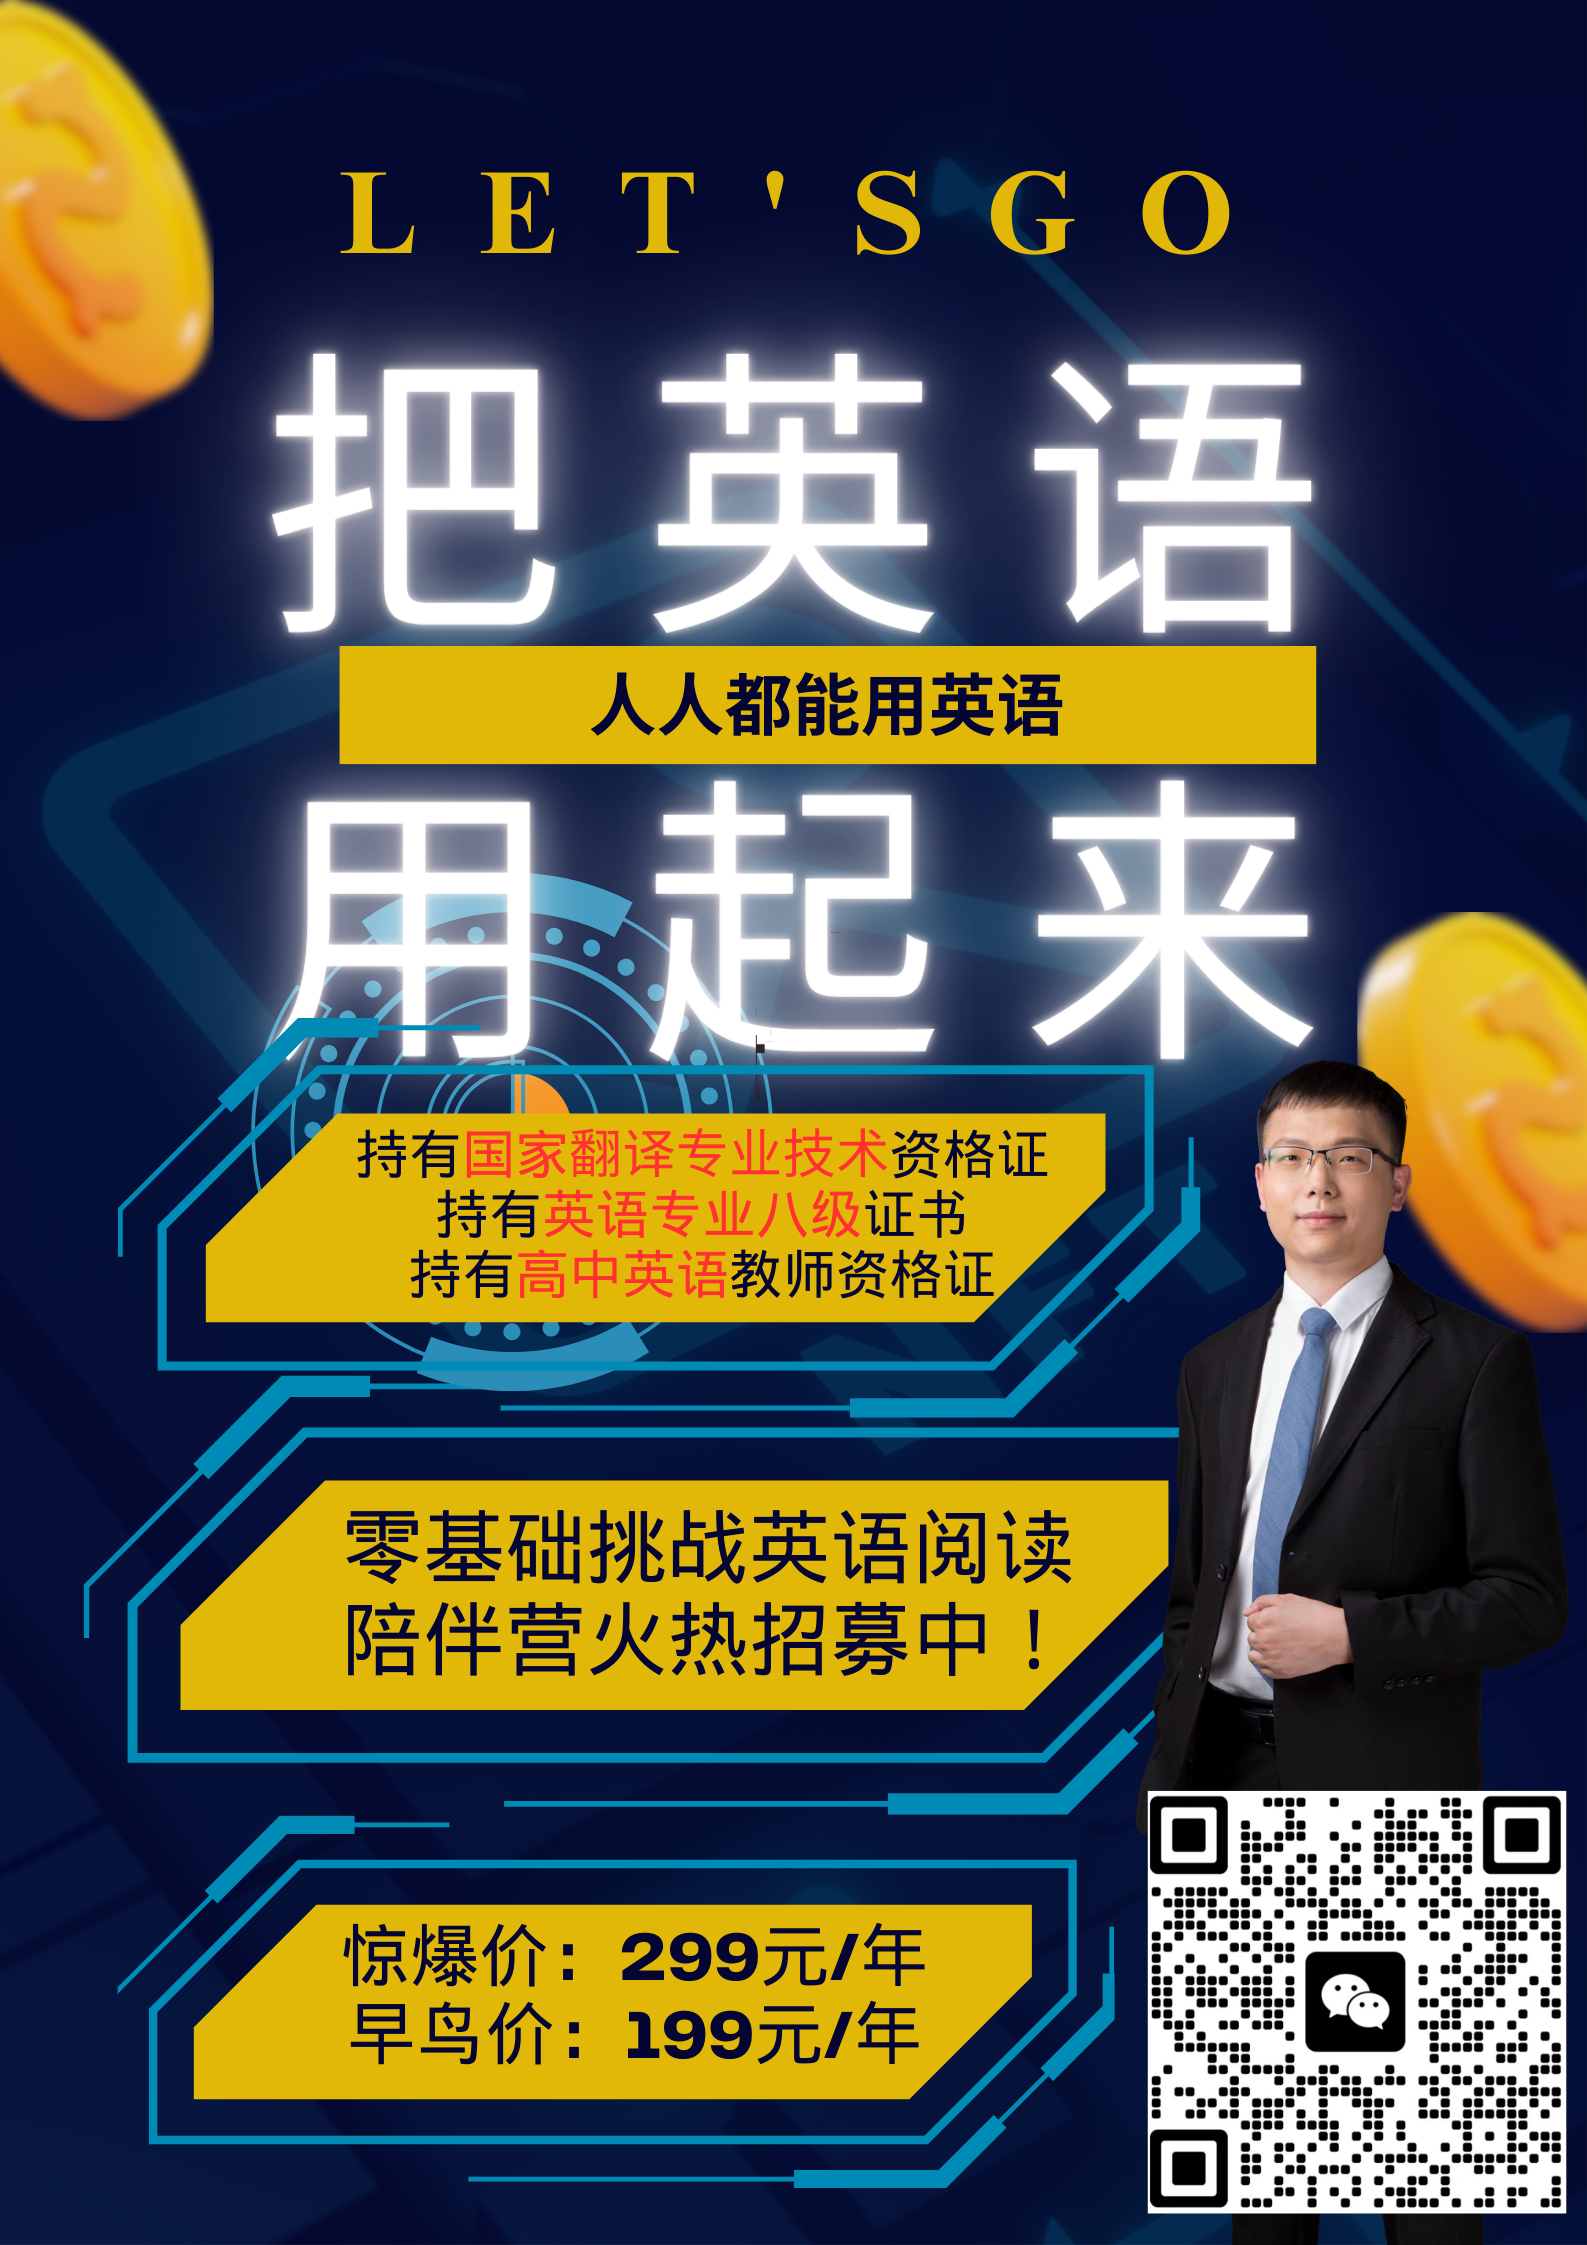 LET'SGO
把英语
人人都能用英语
用起来
持有国家翻译专业技术资格证
持有英语专业八级证书
持有高中英语教师资格证
零基础挑战英语阅读
陪伴营火热招募中！
惊爆价：299元/年
早鸟价：199元/年